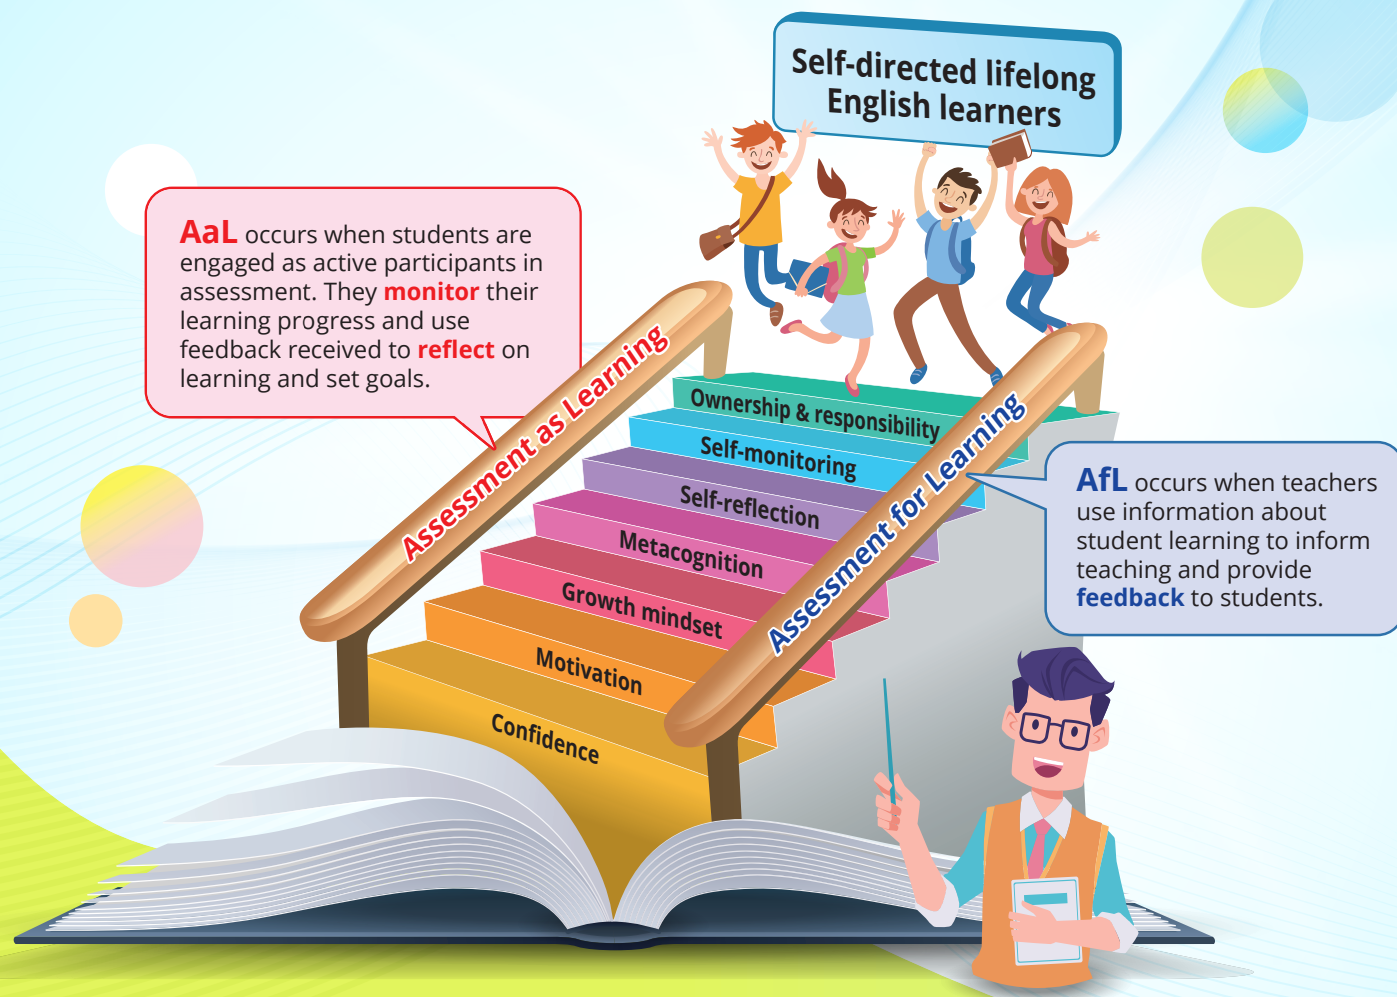 Self-directed lifelong
English learners
AaL occurs when students are
engaged as active participants in
assessment. They monitor their
learning progress and use
feedback received to reflect on
learning and set goals.
Assessment as Learning
Ownership & responsibility
Self-monitoring
Self-reflection
Metacognition
Growth mindset
Motivation
Confidence
Assessment for Learning
AfL occurs when teachers
use information about
student learning to inform
teaching and provide
feedback to students.